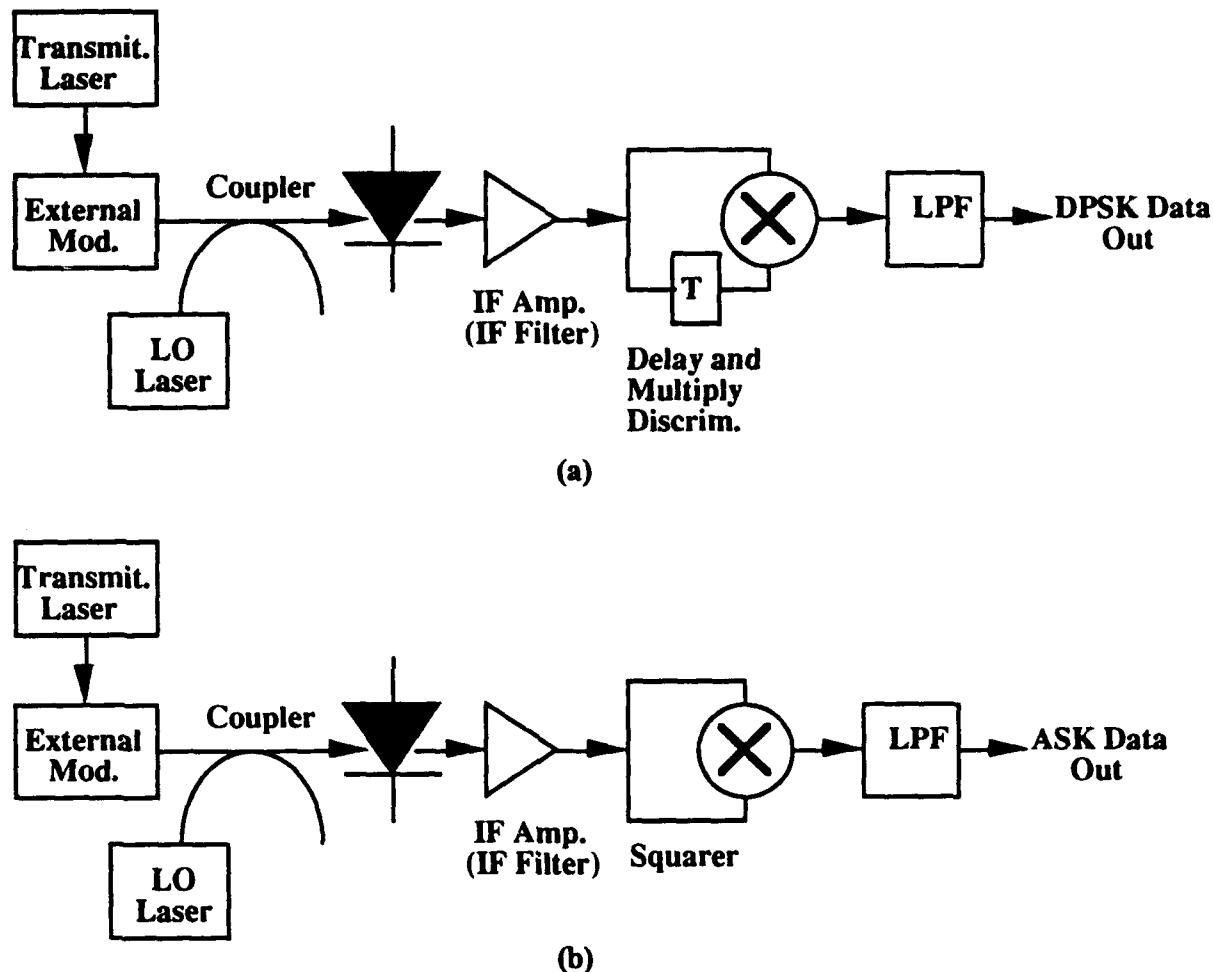 Transmit.
Laser
External
Mod.
Coupler
LO
Laser
IF Amp.
(IF Filter)
T
Delay and
Multiply
Discrim.
LPF
DPSK Data
Out
(a)
Transmit.
Laser
External
Mod.
Coupler
LO
Laser
IF Amp.
(IF Filter)
Squarer
LPF
ASK Data
Out
(b)